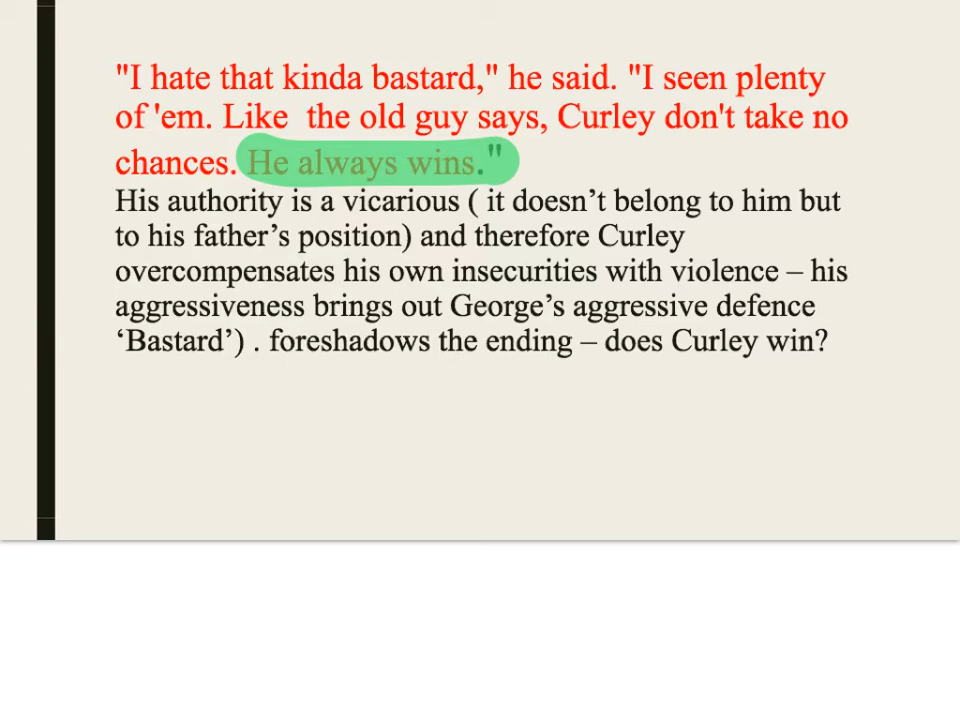 "I hate that kinda bastard," he said. "I seen plenty
of 'em. Like  the old guy says, Curley don't take no
chances. He always wins."
His authority is a vicarious ( it doesn’t belong to him but
to his father’s position) and therefore Curley
overcompensates his own insecurities with violence – his
aggressiveness brings out George’s aggressive defence
‘Bastard’) . foreshadows the ending – does Curley win?